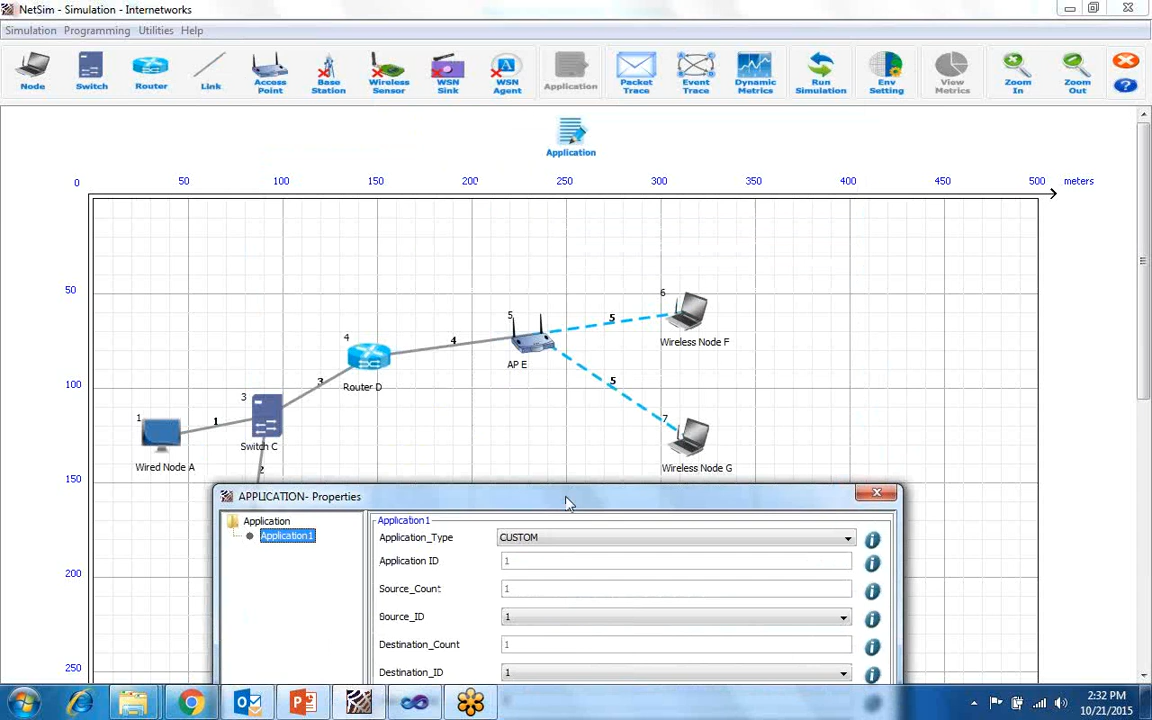 NetSim - Simulation - Internetworks
Simulation Programming Utilities Help
Node Switch Router Link Access Point Base Station Wireless Sensor WSN Sink WSN Agent Application Packet Trace Event Trace Dynamic Metrics Run Simulation Env Setting View Metrics Zoom In Zoom Out
Application
0 50 100 150 200 250 300 350 400 450 500 meters
50
6
5
5
Wireless Node F
4
4
AP E
3
Router D
100
5
3
7
1
1
Switch C
Wired Node A
2
Wireless Node G
150
APPLICATION- Properties
Application
Application1
Application1
Application_Type CUSTOM
Application ID 1
200
Source_Count 1
Source_ID 1
Destination_Count 1
250
Destination_ID 1
2:32 PM
10/21/2015